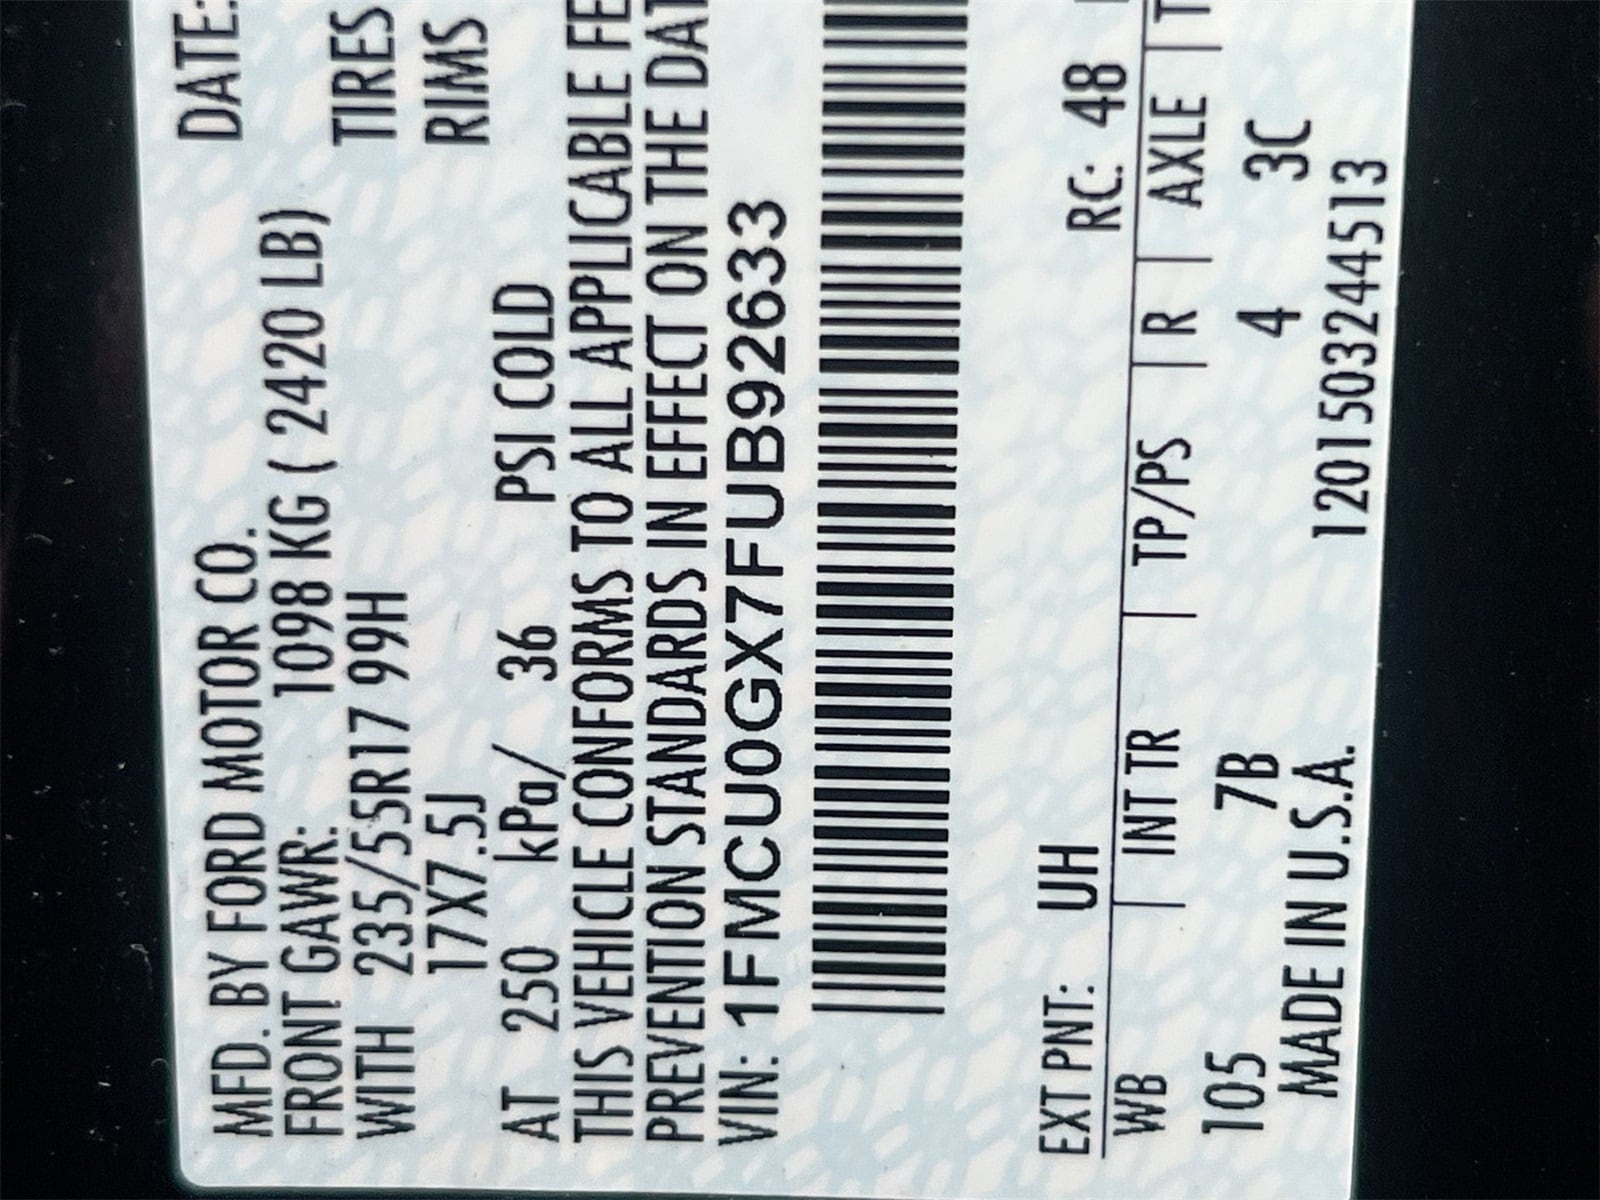 MFD. BY FORD MOTOR CO.
DATE:
FRONT GAWR: 1098 KG ( 2420 LB)
WITH 235/55R17 99H TIRES
17X7.5J RIMS
AT 250 kPa/ 36 PSI COLD
THIS VEHICLE CONFORMS TO ALL APPLICABLE FE
PREVENTION STANDARDS IN EFFECT ON THE DAT
VIN: 1FMCU0GX7FUB92633
EXT PNT: UH RC: 48
WB INT TR TP/PS R AXLE T
105 7B 4 3C
MADE IN U.S.A. 1201503244513